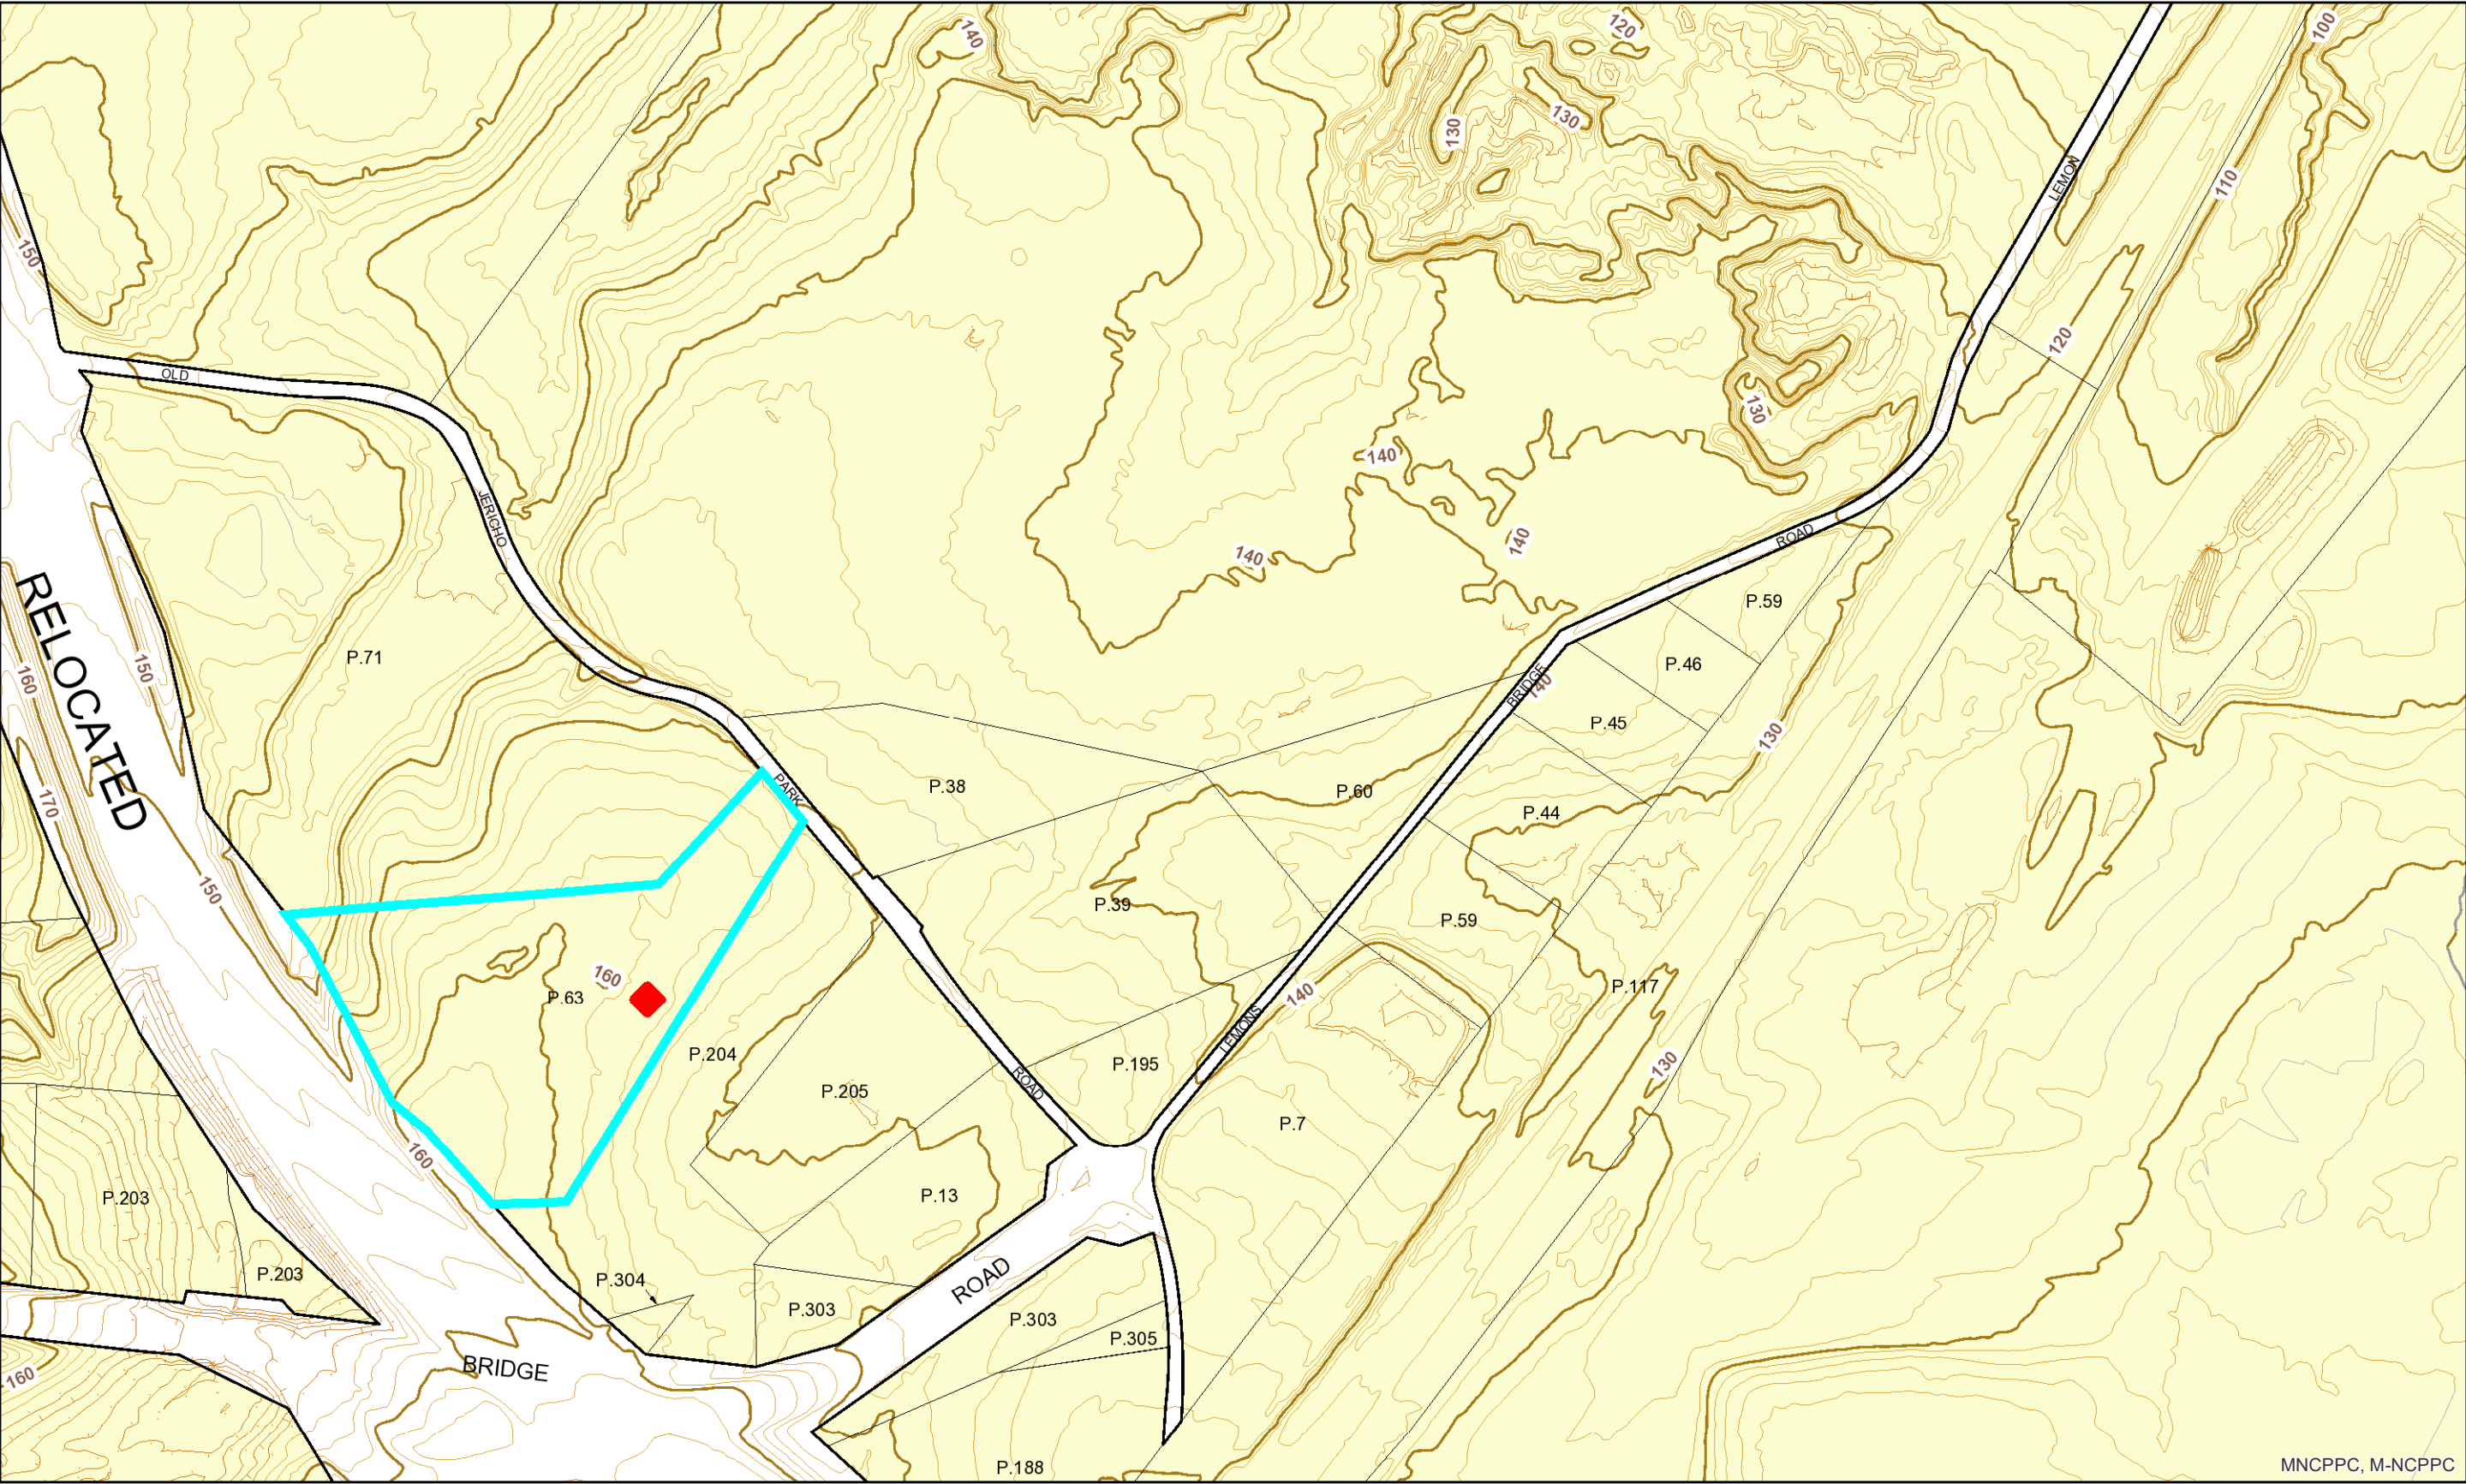 140
120
100
130
130
LEMON
110
150
120
OLD
130
140
JERICHO
ROAD
140
140
P.59
RELOCATED
P.71
P.46
150
160
BRIDGE
140
P.45
130
PARK
P.38
P.60
170
P.44
150
P.39
P.59
160
P.63
P.117
140
LEMONS
P.204
P.195
130
ROAD
P.205
P.7
160
P.203
P.13
P.203
P.304
ROAD
P.303
P.303
P.305
BRIDGE
160
P.188
MNCPPC, M-NCPPC